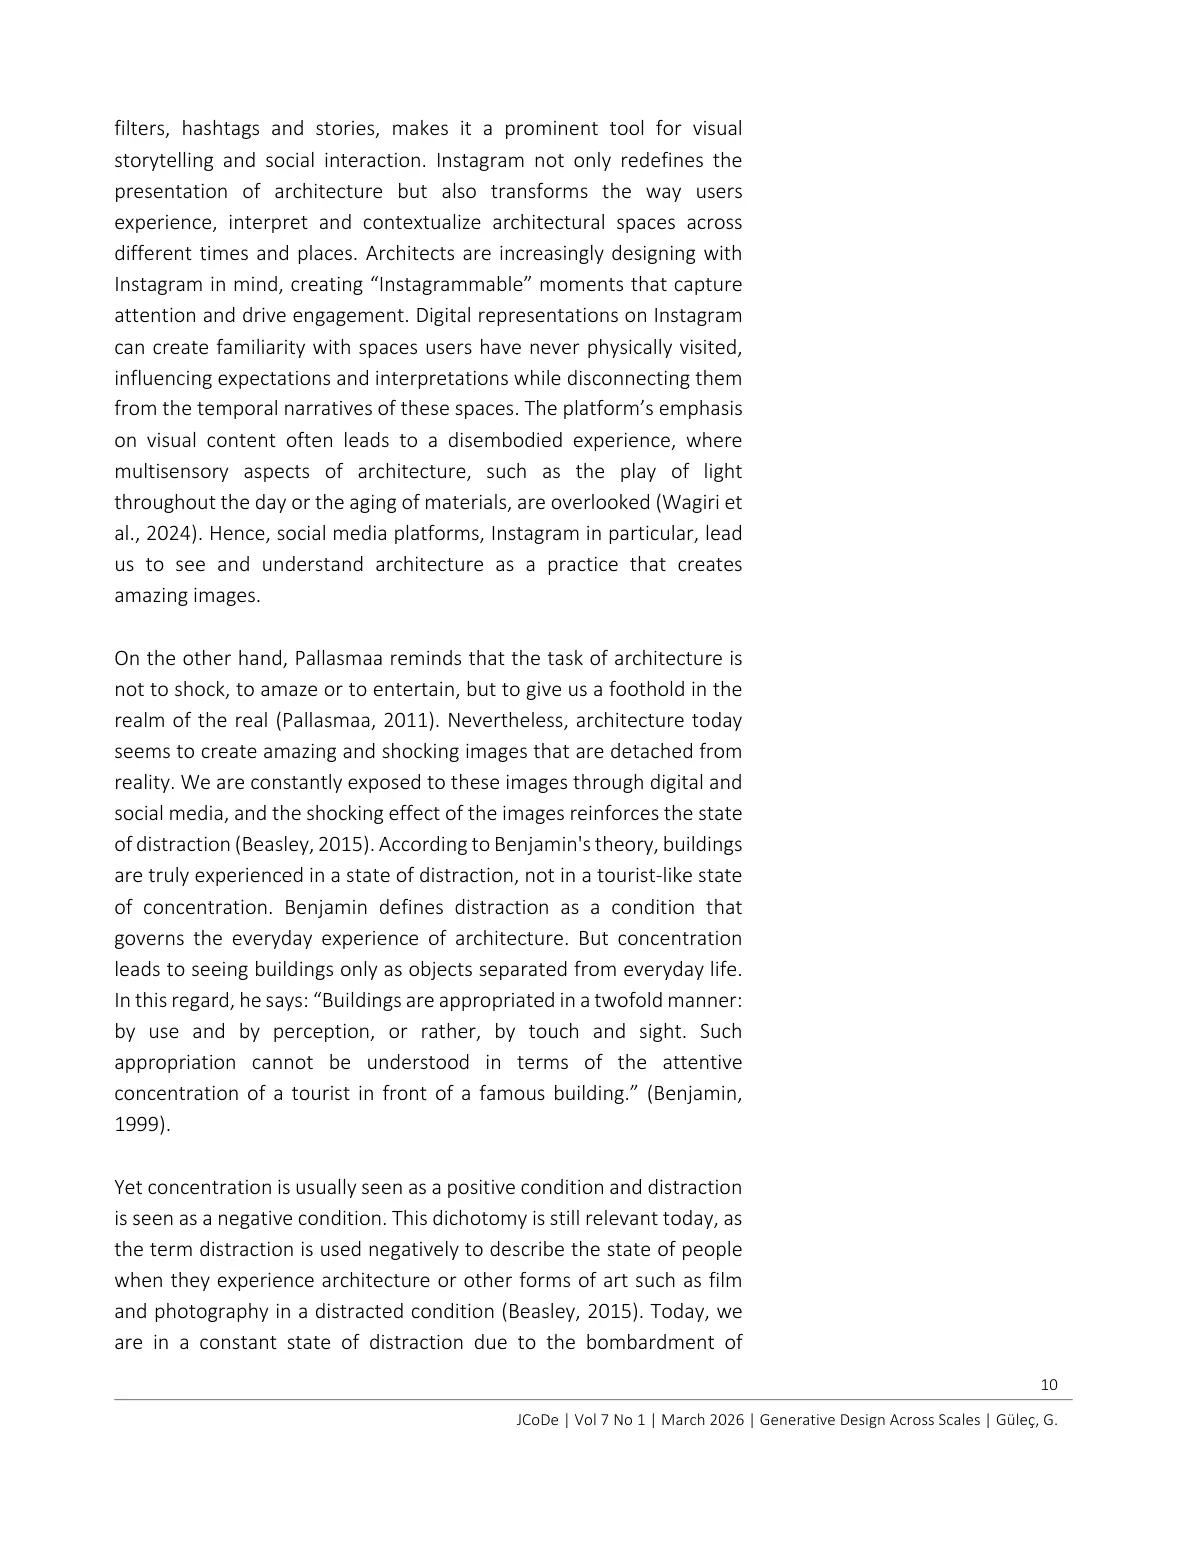 filters, hashtags and stories, makes it a prominent tool for visual
storytelling and social interaction. Instagram not only redefines the
presentation of architecture but also transforms the way users
experience, interpret and contextualize architectural spaces across
different times and places. Architects are increasingly designing with
Instagram in mind, creating “Instagrammable” moments that capture
attention and drive engagement. Digital representations on Instagram
can create familiarity with spaces users have never physically visited,
influencing expectations and interpretations while disconnecting them
from the temporal narratives of these spaces. The platform’s emphasis
on visual content often leads to a disembodied experience, where
multisensory aspects of architecture, such as the play of light
throughout the day or the aging of materials, are overlooked (Wagiri et
al., 2024). Hence, social media platforms, Instagram in particular, lead
us to see and understand architecture as a practice that creates
amazing images.
On the other hand, Pallasmaa reminds that the task of architecture is
not to shock, to amaze or to entertain, but to give us a foothold in the
realm of the real (Pallasmaa, 2011). Nevertheless, architecture today
seems to create amazing and shocking images that are detached from
reality. We are constantly exposed to these images through digital and
social media, and the shocking effect of the images reinforces the state
of distraction (Beasley, 2015). According to Benjamin's theory, buildings
are truly experienced in a state of distraction, not in a tourist-like state
of concentration. Benjamin defines distraction as a condition that
governs the everyday experience of architecture. But concentration
leads to seeing buildings only as objects separated from everyday life.
In this regard, he says: “Buildings are appropriated in a twofold manner:
by use and by perception, or rather, by touch and sight. Such
appropriation cannot be understood in terms of the attentive
concentration of a tourist in front of a famous building.” (Benjamin,
1999).
Yet concentration is usually seen as a positive condition and distraction
is seen as a negative condition. This dichotomy is still relevant today, as
the term distraction is used negatively to describe the state of people
when they experience architecture or other forms of art such as film
and photography in a distracted condition (Beasley, 2015). Today, we
are in a constant state of distraction due to the bombardment of
10
JCoDe | Vol 7 No 1 | March 2026 | Generative Design Across Scales | Güleç, G.